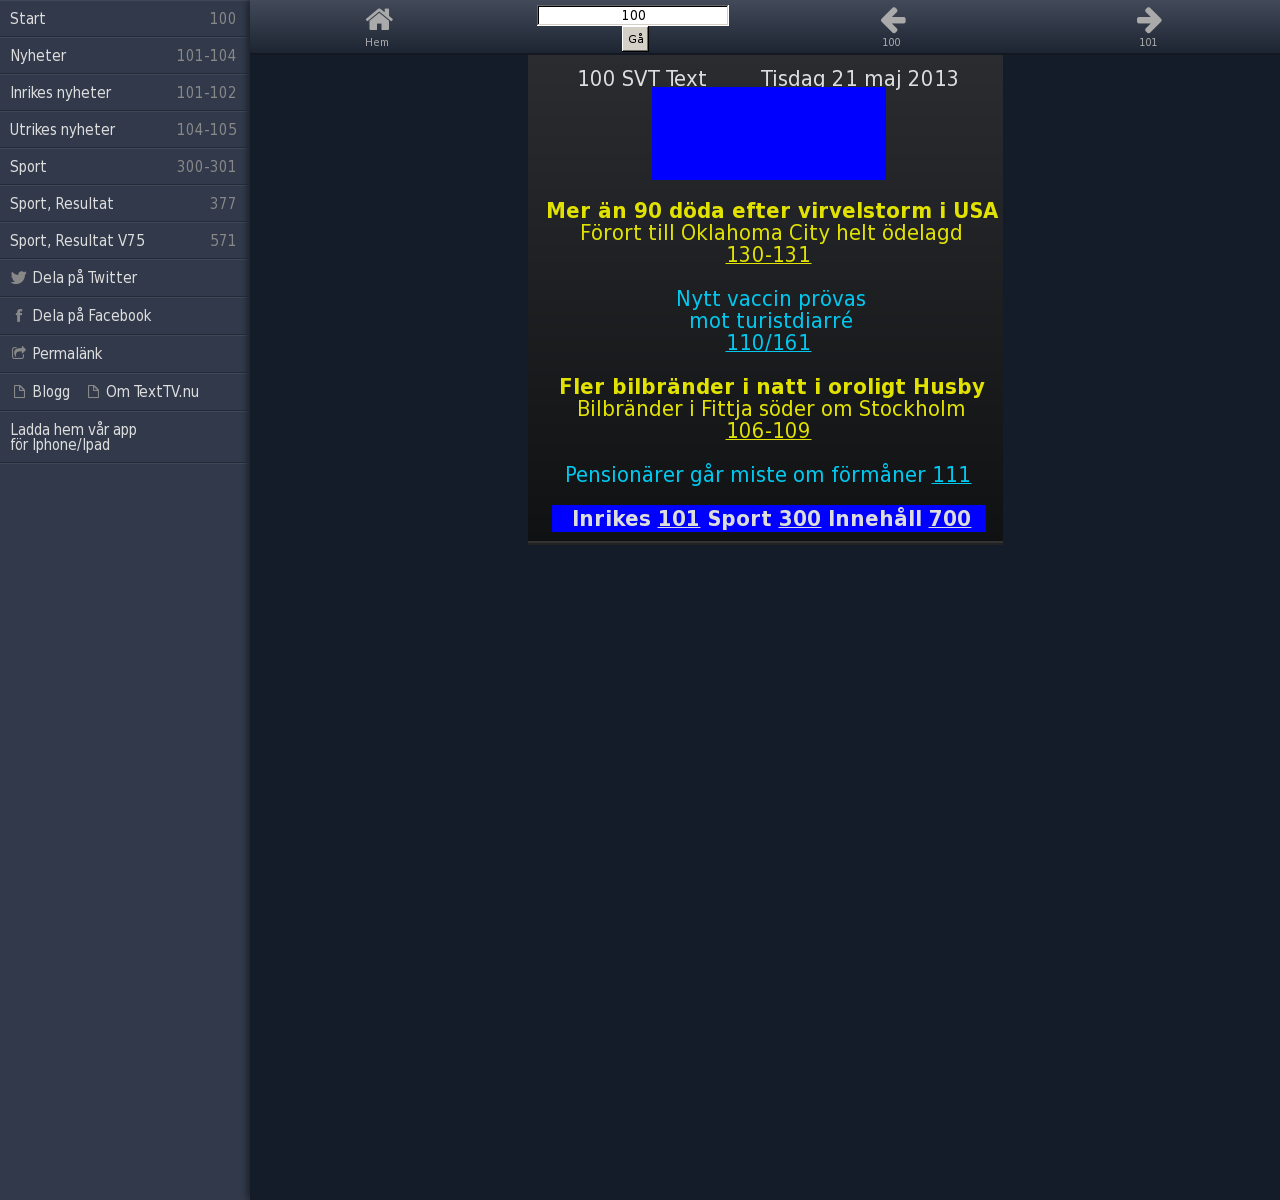 Start 100
Nyheter 101-104
Inrikes nyheter 101-102
Utrikes nyheter 104-105
Sport 300-301
Sport, Resultat 377
Sport, Resultat V75 571
Dela på Twitter
Dela på Facebook
Permalänk
Blogg Om TextTV.nu
Ladda hem vår app
för Iphone/Ipad
Hem
100
Gå
100
101
100 SVT Text Tisdag 21 maj 2013
Mer än 90 döda efter virvelstorm i USA
Förort till Oklahoma City helt ödelagd
130-131
Nytt vaccin prövas
mot turistdiarré
110/161
Fler bilbränder i natt i oroligt Husby
Bilbränder i Fittja söder om Stockholm
106-109
Pensionärer går miste om förmåner 111
Inrikes 101 Sport 300 Innehåll 700